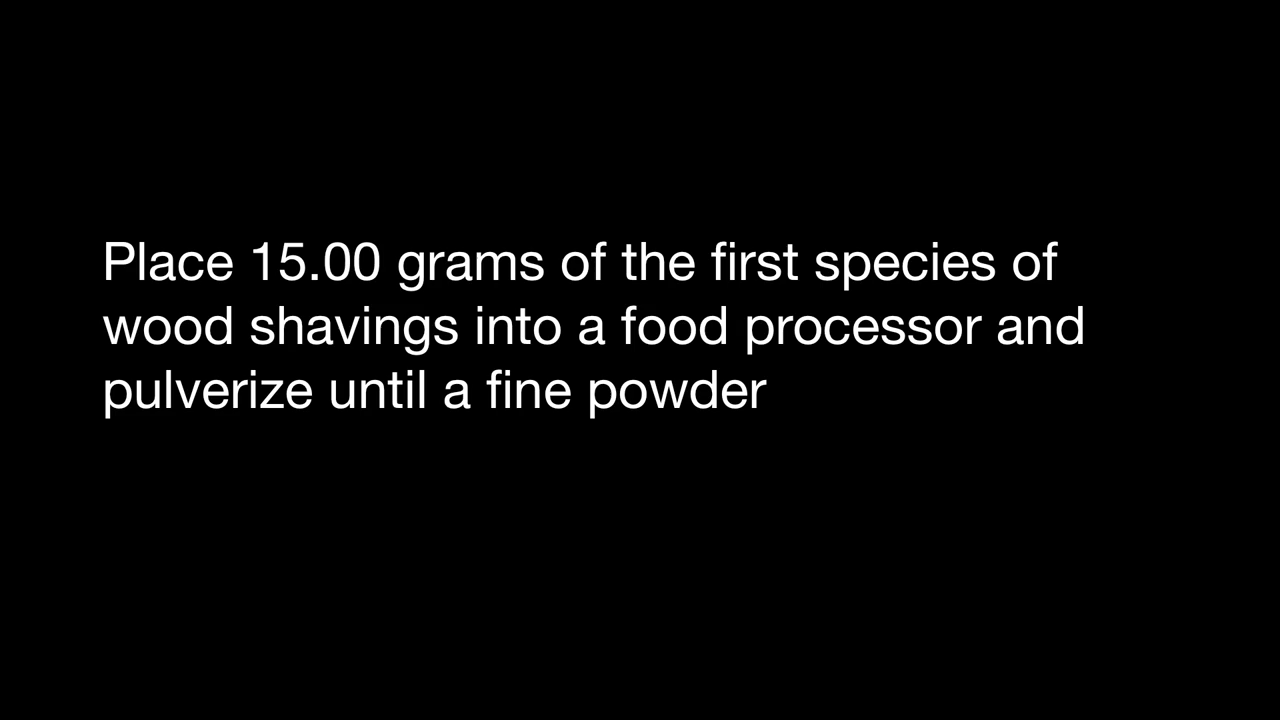 Place 15.00 grams of the first species of
wood shavings into a food processor and
pulverize until a fine powder